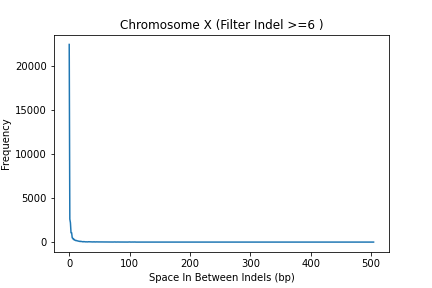 Chromosome X (Filter Indel >=6 )
20000
15000
10000
5000
0
Frequency
0 100 200 300 400 500
Space In Between Indels (bp)